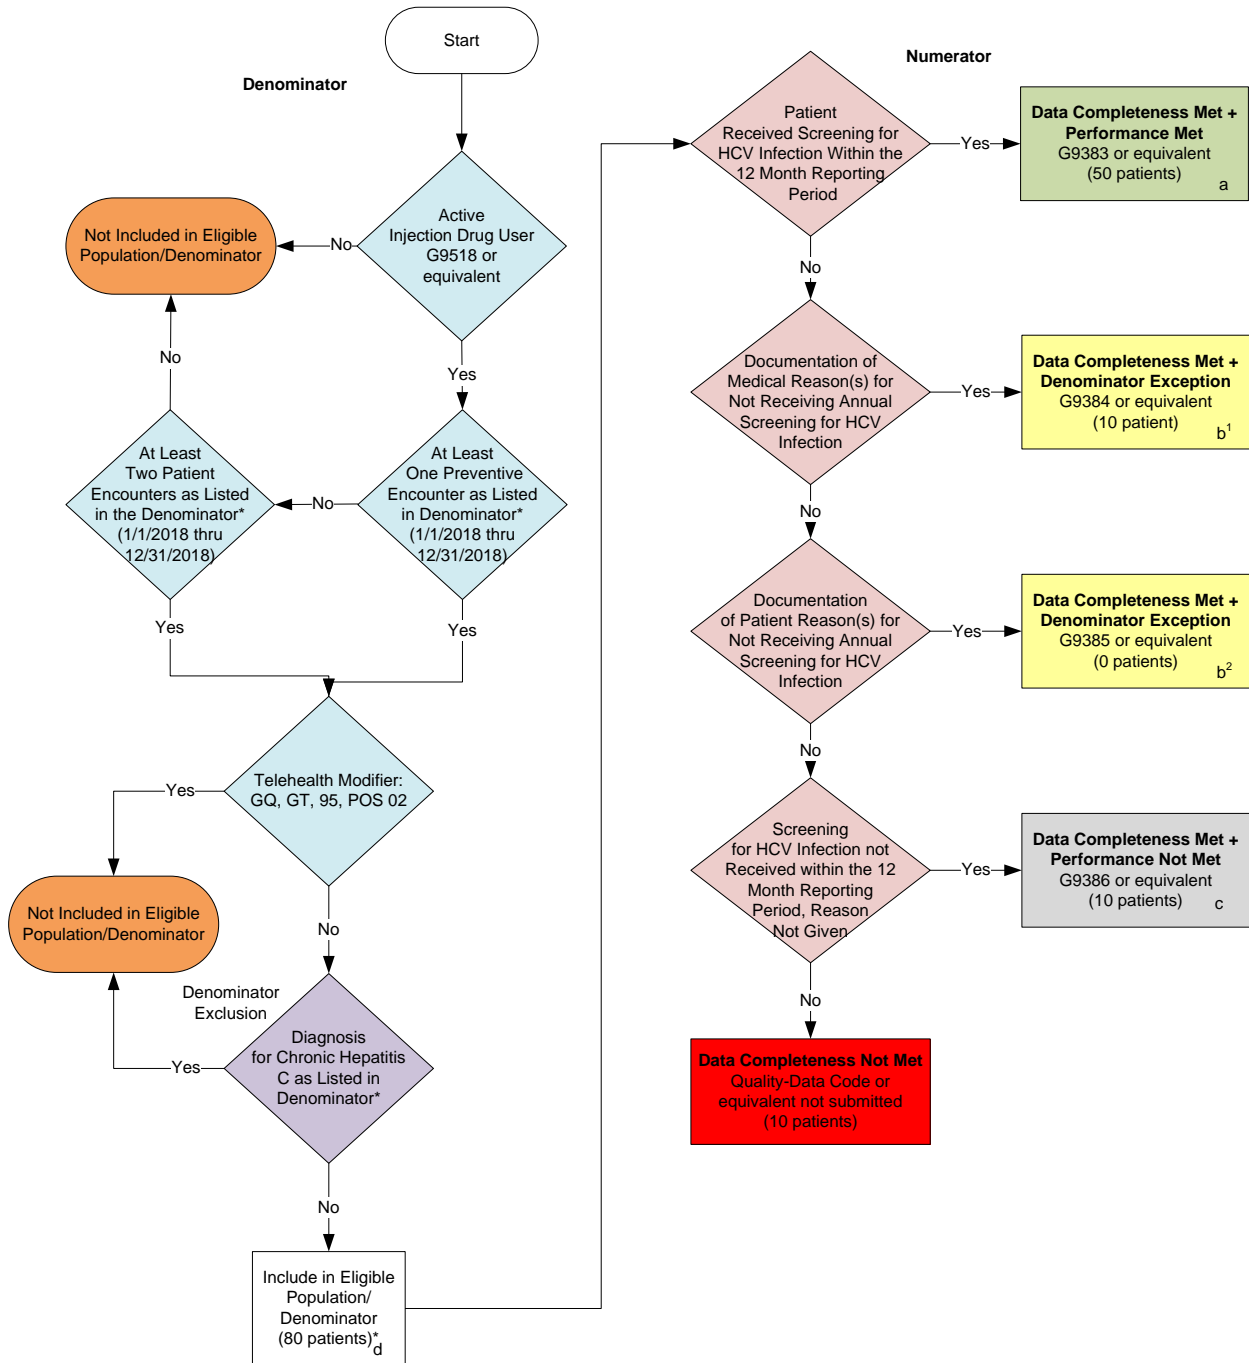 Start
Denominator
Active
Injection Drug User
G9518 or
equivalent
No
Not Included in Eligible
Population/Denominator
Yes
No
At Least
One Preventive
Encounter as Listed
in Denominator*
(1/1/2018 thru
12/31/2018)
No
At Least
Two Patient
Encounters as Listed
in the Denominator*
(1/1/2018 thru
12/31/2018)
Yes
Yes
Telehealth Modifier:
GQ, GT, 95, POS 02
Yes
Not Included in Eligible
Population/Denominator
No
Denominator
Exclusion
Diagnosis
for Chronic Hepatitis
C as Listed in
Denominator*
Yes
No
Include in Eligible
Population/
Denominator
(80 patients)*
d
Numerator
Patient
Received Screening for
HCV Infection Within the
12 Month Reporting
Period
Yes
Data Completeness Met +
Performance Met
G9383 or equivalent
(50 patients)
a
No
Documentation of
Medical Reason(s) for
Not Receiving Annual
Screening for HCV
Infection
Yes
Data Completeness Met +
Denominator Exception
G9384 or equivalent
(10 patient)
b1
No
Documentation
of Patient Reason(s) for
Not Receiving Annual
Screening for HCV
Infection
Yes
Data Completeness Met +
Denominator Exception
G9385 or equivalent
(0 patients)
b2
No
Screening
for HCV Infection not
Received within the 12
Month Reporting
Period, Reason
Not Given
Yes
Data Completeness Met +
Performance Not Met
G9386 or equivalent
(10 patients)
c
No
Data Completeness Not Met
Quality-Data Code or
equivalent not submitted
(10 patients)